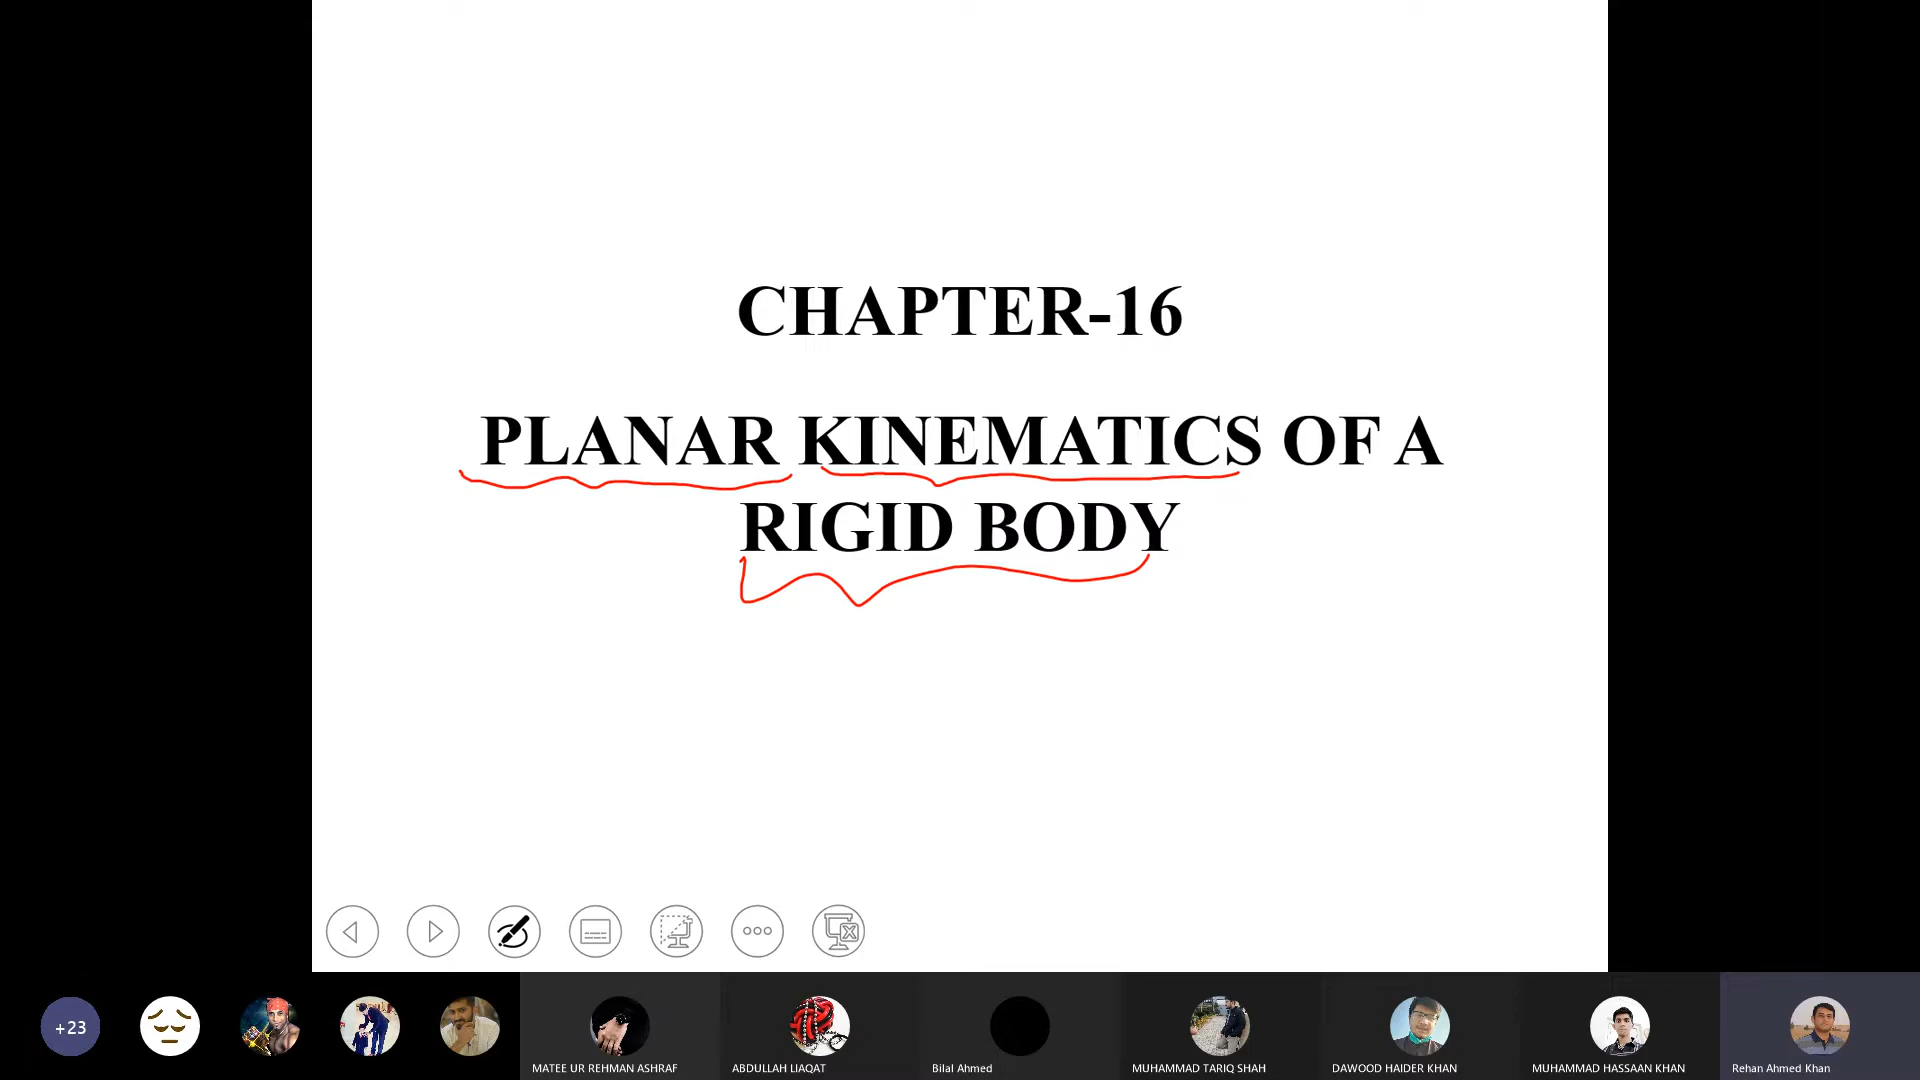 CHAPTER-16
PLANAR KINEMATICS OF A
RIGID BODY
+23
MATEE UR REHMAN ASHRAF
ABDULLAH LIAQAT
Bilal Ahmed
MUHAMMAD TARIQ SHAH
DAWOOD HAIDER KHAN
MUHAMMAD HASSAAN KHAN
Rehan Ahmed Khan